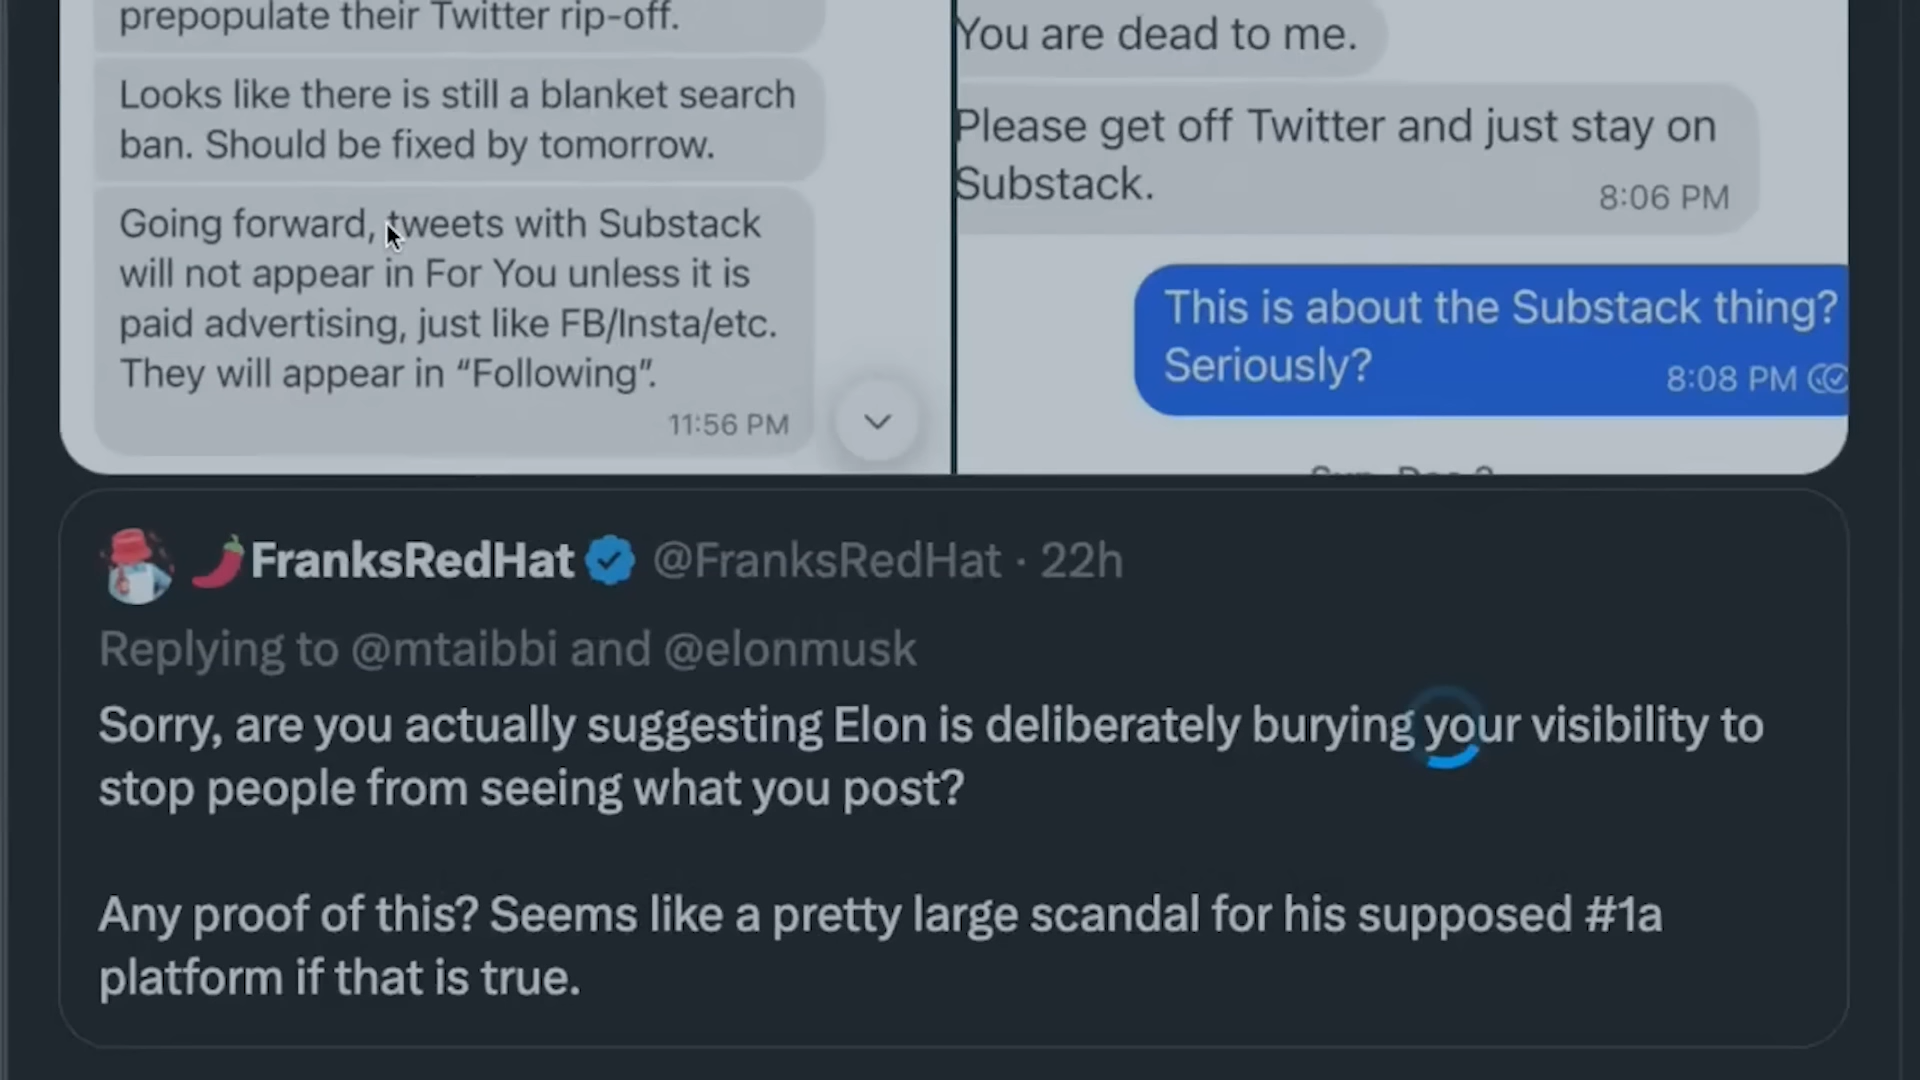 prepopulate their Twitter rip-off.
Looks like there is still a blanket search
ban. Should be fixed by tomorrow.
Going forward, tweets with Substack
will not appear in For You unless it is
paid advertising, just like FB/Insta/etc.
They will appear in “Following”.
11:56 PM
You are dead to me.
Please get off Twitter and just stay on
Substack.
8:06 PM
This is about the Substack thing?
Seriously?
8:08 PM
FranksRedHat @FranksRedHat · 22h
Replying to @mtaibbi and @elonmusk
Sorry, are you actually suggesting Elon is deliberately burying your visibility to
stop people from seeing what you post?
Any proof of this? Seems like a pretty large scandal for his supposed #1a
platform if that is true.